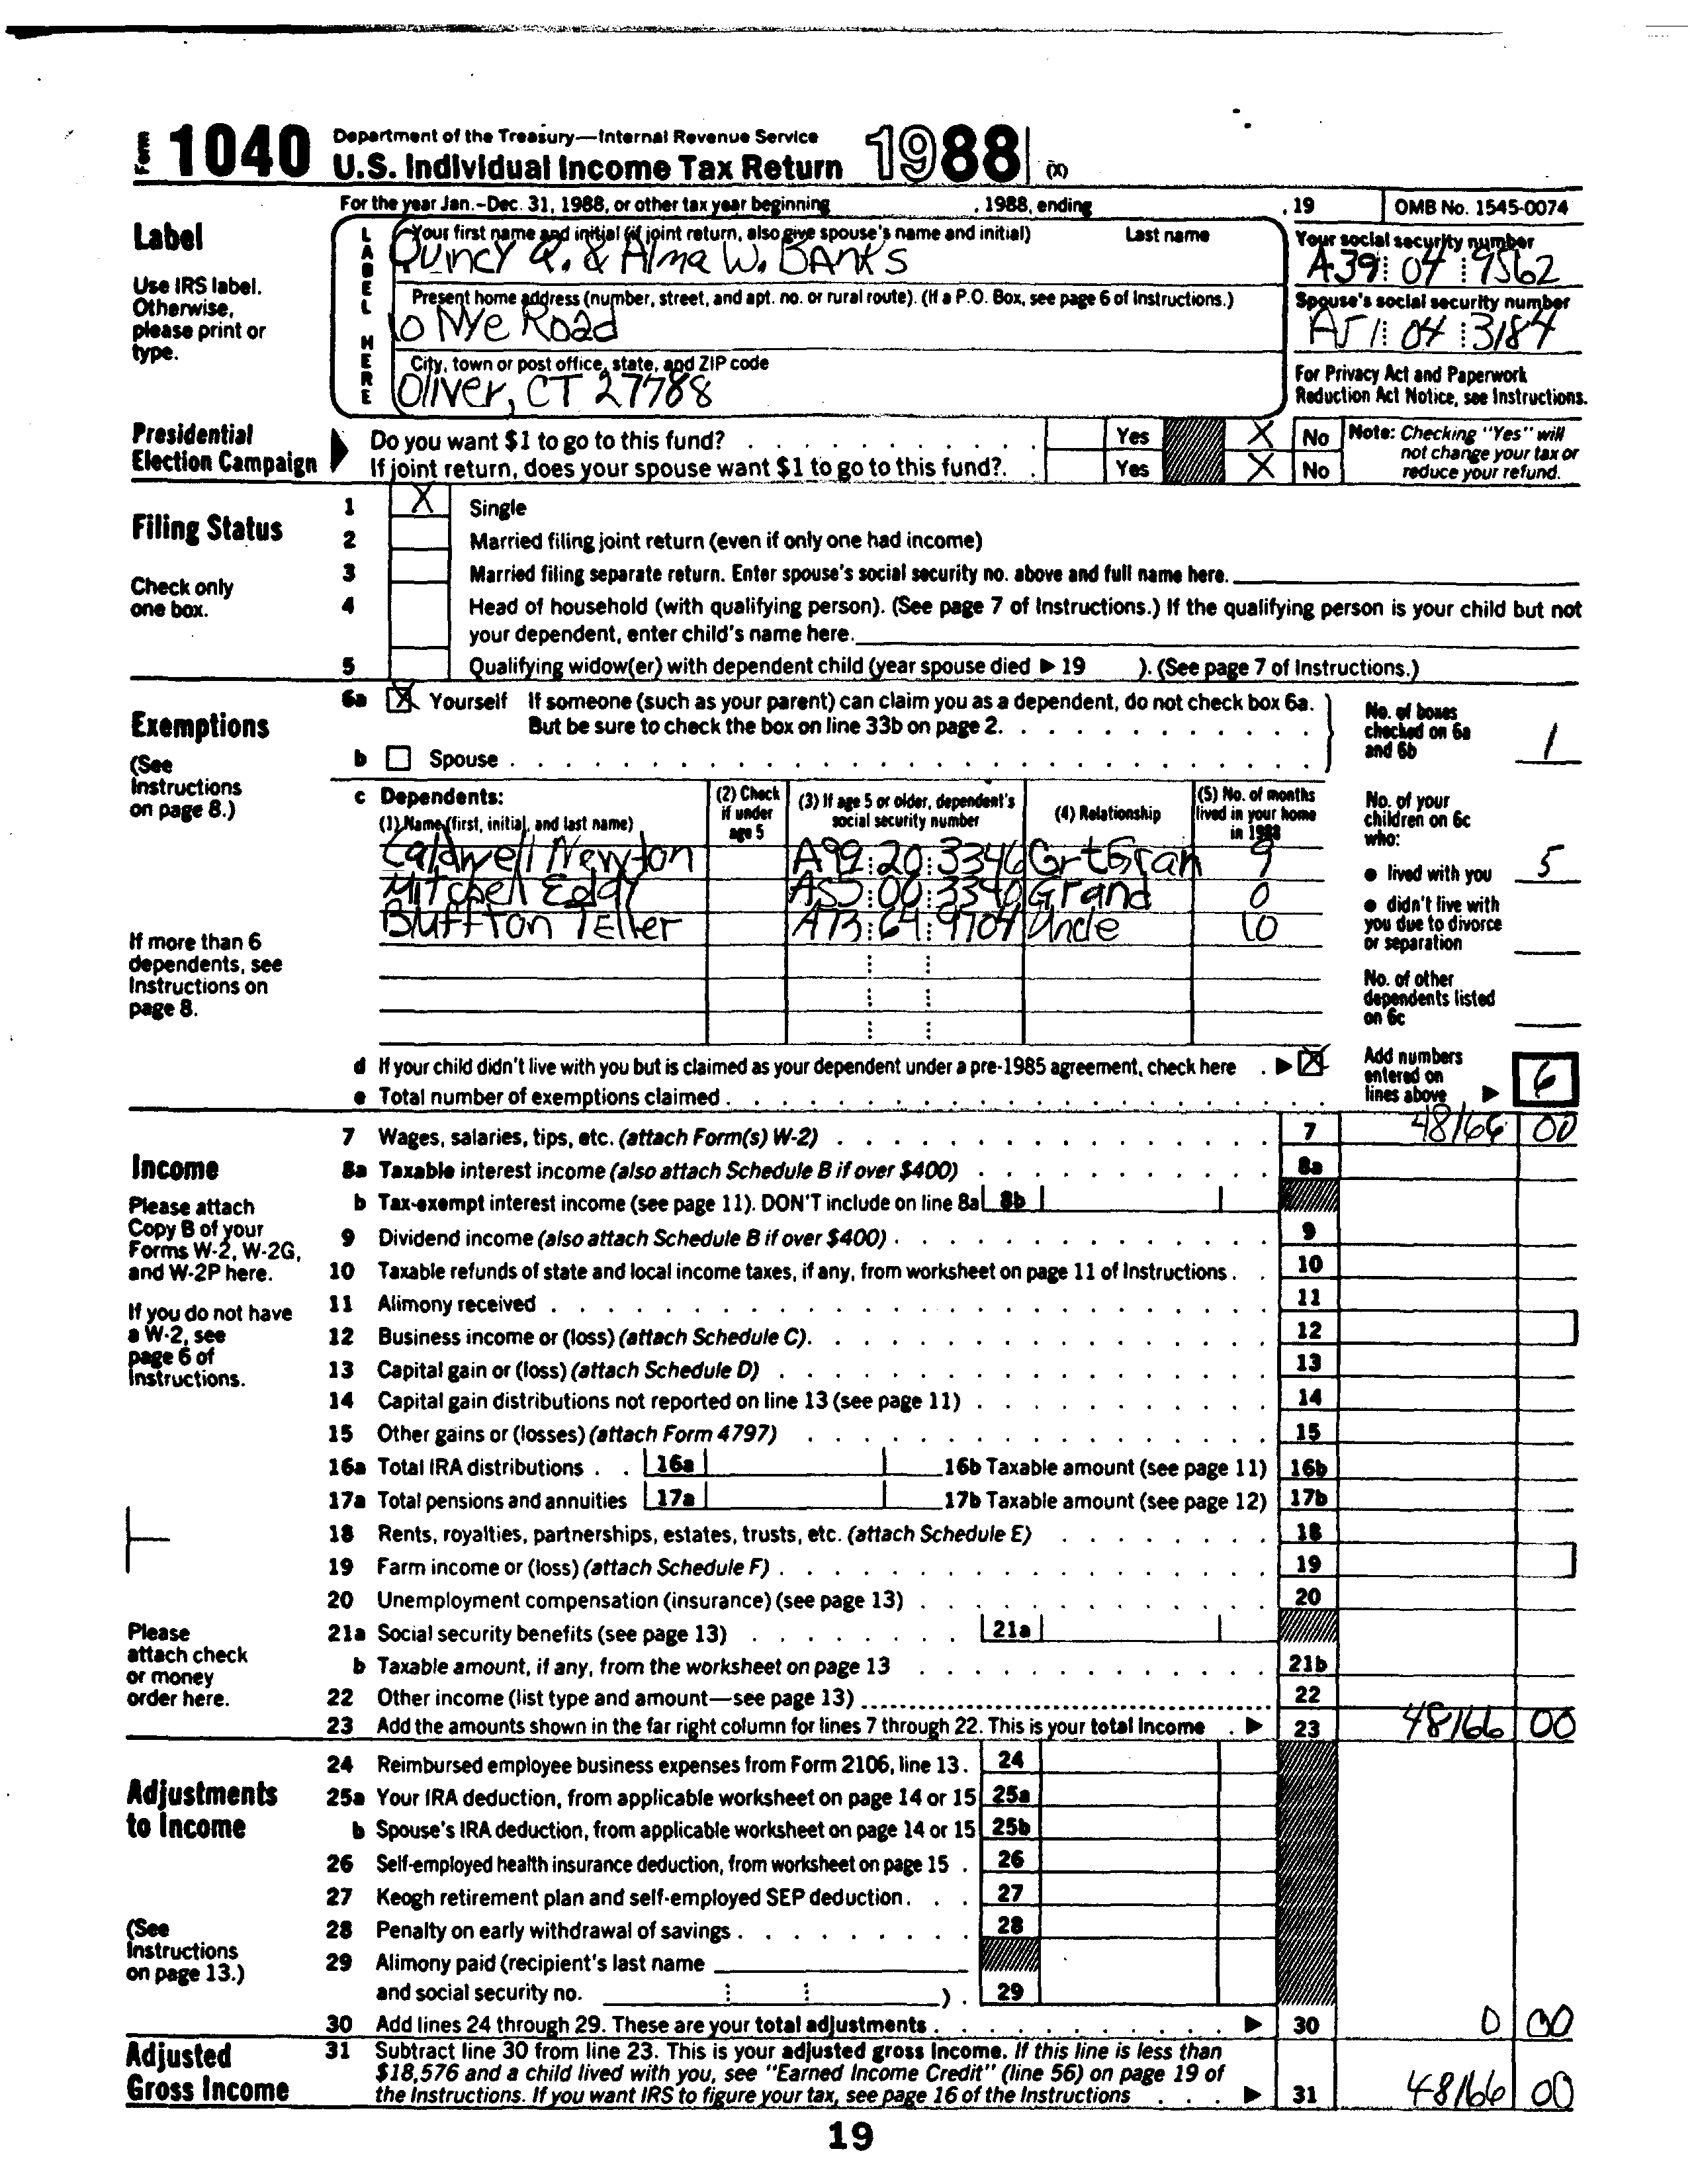 Form 1040 Department of the Treasury—Internal Revenue Service
U.S. Individual Income Tax Return 1988 (X)
For the year Jan.-Dec. 31, 1988, or other tax year beginning , 1988, ending , 19 OMB No. 1545-0074
Label
Use IRS label.
Otherwise,
please print or
type.
LABEL HERE
Your first name and initial (if joint return, also give spouse's name and initial) Last name
Quincy Q. & Alma W. BANKS
Your social security number
A39 04 9562
Present home address (number, street, and apt. no. or rural route). (If a P.O. Box, see page 6 of Instructions.)
10 Nye Road
Spouse's social security number
A51 04 3184
City, town or post office, state, and ZIP code
Oliver, CT 27788
For Privacy Act and Paperwork
Reduction Act Notice, see Instructions.
Presidential
Election Campaign
Do you want $1 to go to this fund? Yes X No
If joint return, does your spouse want $1 to go to this fund?. Yes X No
Note: Checking "Yes" will
not change your tax or
reduce your refund.
Filing Status
Check only
one box.
1 X Single
2 Married filing joint return (even if only one had income)
3 Married filing separate return. Enter spouse's social security no. above and full name here.
4 Head of household (with qualifying person). (See page 7 of Instructions.) If the qualifying person is your child but not
your dependent, enter child's name here.
5 Qualifying widow(er) with dependent child (year spouse died ▶ 19 ). (See page 7 of Instructions.)
Exemptions
(See
Instructions
on page 8.)
6a X Yourself If someone (such as your parent) can claim you as a dependent, do not check box 6a.
But be sure to check the box on line 33b on page 2.
b Spouse
No. of boxes
checked on 6a
and 6b 1
c Dependents:
(1) Name (first, initial, and last name)
(2) Check
if under
age 5
(3) If age 5 or older, dependent's
social security number
(4) Relationship
(5) No. of months
lived in your home
in 1988
Caldwell Newton A99:20:3346 GrtGran 9
Mitchell Eddy A55:00:3340 Grand 0
Bluffton Teller A73:64:9704 Uncle 10
If more than 6
dependents, see
Instructions on
page 8.
No. of your
children on 6c
who:
● lived with you 5
● didn't live with
you due to divorce
or separation
No. of other
dependents listed
on 6c
d If your child didn't live with you but is claimed as your dependent under a pre-1985 agreement, check here ▶ X
e Total number of exemptions claimed
Add numbers
entered on
lines above ▶ 6
Income
Please attach
Copy B of your
Forms W-2, W-2G,
and W-2P here.
If you do not have
a W-2, see
page 6 of
Instructions.
Please
attach check
or money
order here.
7 Wages, salaries, tips, etc. (attach Form(s) W-2) 7 48166 00
8a Taxable interest income (also attach Schedule B if over $400) 8a
b Tax-exempt interest income (see page 11). DON'T include on line 8a 8b
9 Dividend income (also attach Schedule B if over $400) 9
10 Taxable refunds of state and local income taxes, if any, from worksheet on page 11 of Instructions 10
11 Alimony received 11
12 Business income or (loss) (attach Schedule C). 12
13 Capital gain or (loss) (attach Schedule D) 13
14 Capital gain distributions not reported on line 13 (see page 11) 14
15 Other gains or (losses) (attach Form 4797) 15
16a Total IRA distributions 16a 16b Taxable amount (see page 11) 16b
17a Total pensions and annuities 17a 17b Taxable amount (see page 12) 17b
18 Rents, royalties, partnerships, estates, trusts, etc. (attach Schedule E) 18
19 Farm income or (loss) (attach Schedule F) 19
20 Unemployment compensation (insurance) (see page 13) 20
21a Social security benefits (see page 13) 21a
b Taxable amount, if any, from the worksheet on page 13 21b
22 Other income (list type and amount—see page 13) 22
23 Add the amounts shown in the far right column for lines 7 through 22. This is your total income ▶ 23 48166 00
Adjustments
to Income
(See
Instructions
on page 13.)
24 Reimbursed employee business expenses from Form 2106, line 13. 24
25a Your IRA deduction, from applicable worksheet on page 14 or 15 25a
b Spouse's IRA deduction, from applicable worksheet on page 14 or 15 25b
26 Self-employed health insurance deduction, from worksheet on page 15 26
27 Keogh retirement plan and self-employed SEP deduction 27
28 Penalty on early withdrawal of savings 28
29 Alimony paid (recipient's last name
and social security no. ) 29
30 Add lines 24 through 29. These are your total adjustments ▶ 30 0 00
Adjusted
Gross Income
31 Subtract line 30 from line 23. This is your adjusted gross income. If this line is less than
$18,576 and a child lived with you, see "Earned Income Credit" (line 56) on page 19 of
the Instructions. If you want IRS to figure your tax, see page 16 of the Instructions ▶ 31 48166 00
19